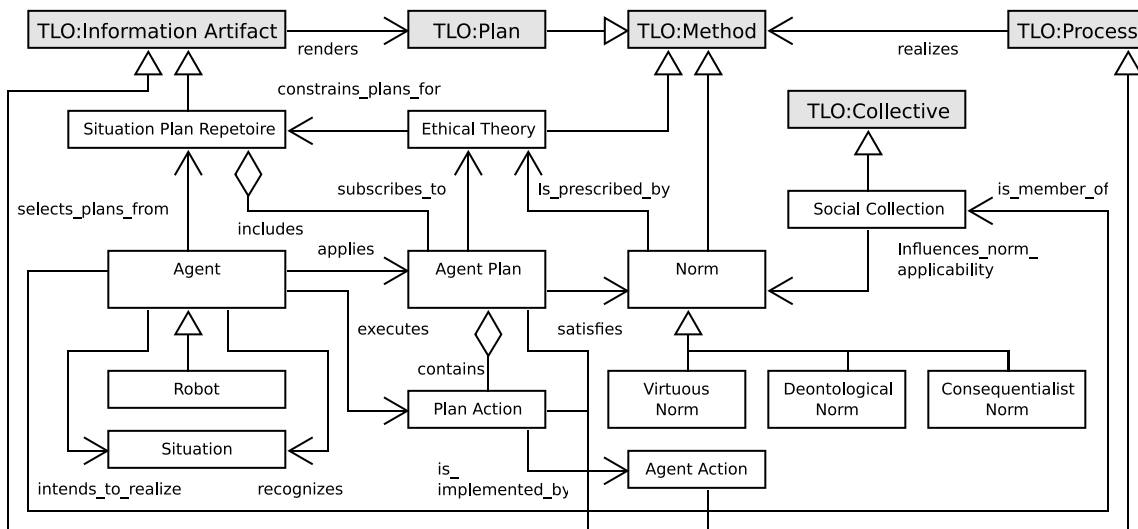 TLO:Information Artifact
TLO:Plan
TLO:Method
TLO:Process
renders
realizes
constrains_plans_for
TLO:Collective
Situation Plan Repetoire
Ethical Theory
selects_plans_from
subscribes_to
Is_prescribed_by
is_member_of
Social Collection
includes
applies
Influences_norm_
applicability
Agent
Agent Plan
Norm
executes
satisfies
contains
Robot
Plan Action
Virtuous
Norm
Deontological
Norm
Consequentialist
Norm
Situation
Agent Action
is_
implemented_by
intends_to_realize
recognizes